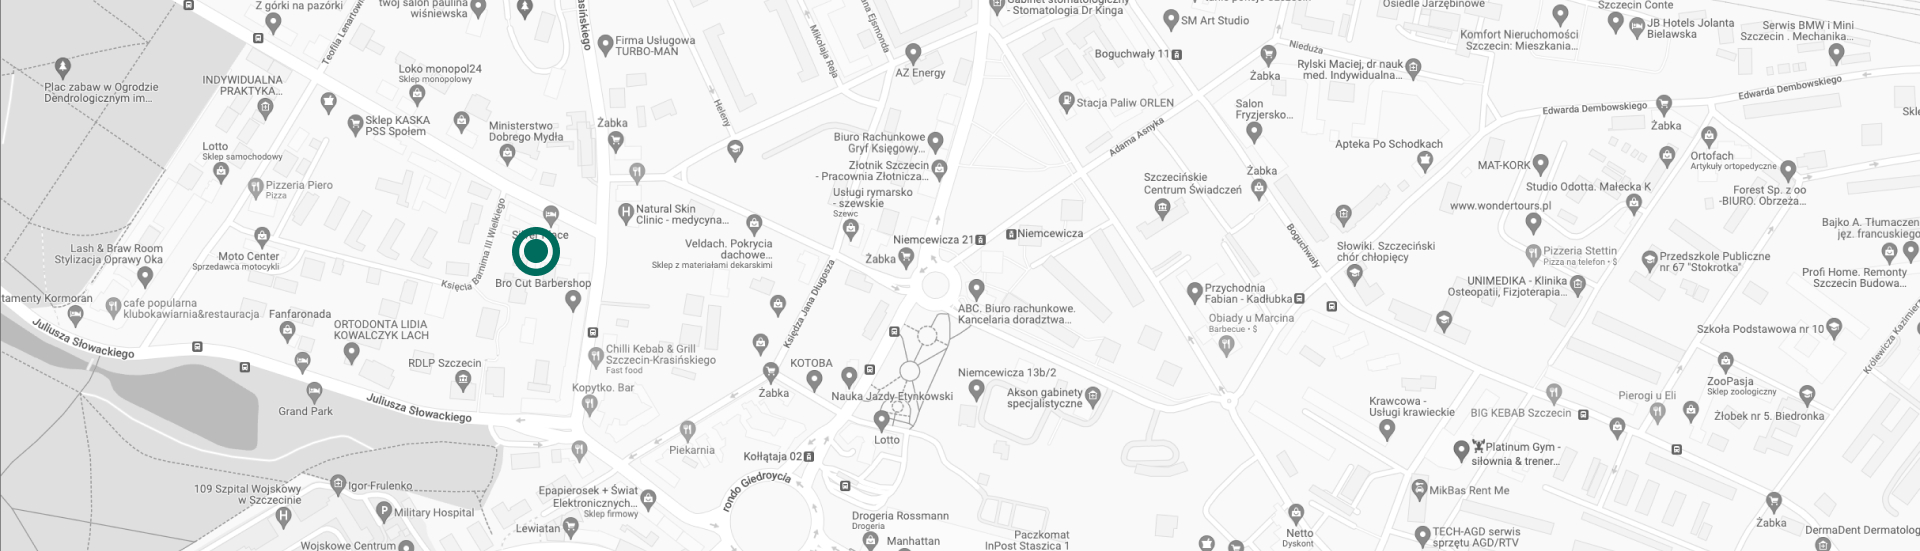 Z górki na pazórki
Teofila Lenartowi
twój salon paulina
wiśniewska
asińskiego
Firma Usługowa
TURBO-MAN
Mikołaja Reja
na Ejsmonda
AZ Energy
Gabinet stomatologiczny
- Stomatologia Dr Kinga
SM Art Studio
Boguchwały 11
Żabka
Nieduża
Rylski Maciej, dr nauk
med. Indywidualna...
Osiedle Jarzębinowe
Komfort Nieruchomości
Szczecin: Mieszkania...
Szczecin Conte
JB Hotels Jolanta
Bielawska
Serwis BMW i Mini
Szczecin . Mechanika...
Plac zabaw w Ogrodzie
Dendrologicznym im...
INDYWIDUALNA
PRAKTYKA...
Loko monopol24
Sklep monopolowy
Sklep KASKA
PSS Społem
Ministerstwo
Dobrego Mydła
Żabka
Heleny
Stacja Paliw ORLEN
Adama Asnyka
Salon
Fryzjersko...
Edwarda Dembowskiego
Edwarda Dembowskiego
Żabka
Skle
Lotto
Sklep samochodowy
Pizzeria Piero
Pizza
Biuro Rachunkowe
Gryf Księgowy...
Złotnik Szczecin
- Pracownia Złotnicza...
Usługi rymarsko
- szewskie
Szewc
Szczecińskie
Centrum Świadczeń
Żabka
Apteka Po Schodkach
MAT-KORK
Studio Odotta. Małecka K
Ortofach
Artykuły ortopedyczne
Forest Sp. z oo
-BIURO. Obrzeża...
www.wondertours.pl
Bajko A. Tłumaczen
jęz. francuskiego
Lash & Braw Room
Stylizacja Oprawy Oka
Moto Center
Sprzedawca motocykli
Księcia Barnima III Wielkiego
Bro Cut Barbershop
Natural Skin
Clinic - medycyna...
Veldach. Pokrycia
dachowe...
Sklep z materiałami dekarskimi
Księdza Jana Długosza
Niemcewicza 21
Niemcewicza
Żabka
Boguchwały
Słowiki. Szczeciński
chór chłopięcy
Pizzeria Stettin
Pizza na telefon • $
Przedszkole Publiczne
nr 67 "Stokrotka"
UNIMEDIKA - Klinika
Osteopatii, Fizjoterapia...
Profi Home. Remonty
Szczecin Budowa...
tamenty Kormoran
cafe popularna
klubokawiarnia&restauracja
Fanfaronada
ORTODONTA LIDIA
KOWALCZYK LACH
ABC. Biuro rachunkowe.
Kancelaria doradztwa...
Przychodnia
Fabian - Kadłubka
Obiady u Marcina
Barbecue • $
Szkoła Podstawowa nr 10
Królewicza Kazimierz
Juliusza Słowackiego
RDLP Szczecin
Chilli Kebab & Grill
Szczecin-Krasińskiego
Fast food
KOTOBA
Żabka
Nauka Jazdy Etynkowski
Niemcewicza 13b/2
Akson gabinety
specjalistyczne
ZooPasja
Sklep zoologiczny
Grand Park
Juliusza Słowackiego
Kopytko. Bar
Lotto
Krawcowa -
Usługi krawieckie
BIG KEBAB Szczecin
Pierogi u Eli
Żłobek nr 5. Biedronka
Piekarnia
Kołłątaja 02
rondo Giedroycia
Platinum Gym -
siłownia & trener...
109 Szpital Wojskowy
w Szczecinie
Igor Frulenko
Military Hospital
Wojskowe Centrum
Epapierosek + Świat
Elektronicznych...
Sklep firmowy
Lewiatan
Drogeria Rossmann
Drogeria
Manhattan
Paczkomat
InPost Staszica 1
Netto
Dyskont
MikBas Rent Me
TECH-AGD serwis
sprzętu AGD/RTV
Żabka
DermaDent Dermatolog